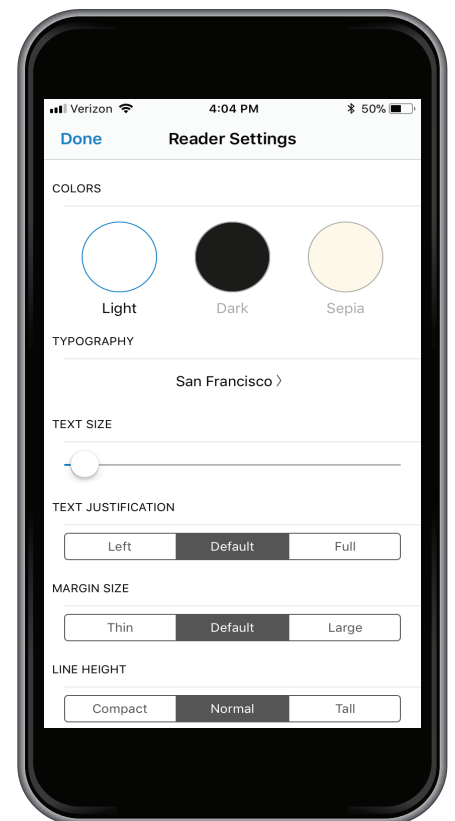 Verizon 4:04 PM 50%
Done Reader Settings
COLORS
Light Dark Sepia
TYPOGRAPHY
San Francisco 〉
TEXT SIZE
TEXT JUSTIFICATION
Left Default Full
MARGIN SIZE
Thin Default Large
LINE HEIGHT
Compact Normal Tall